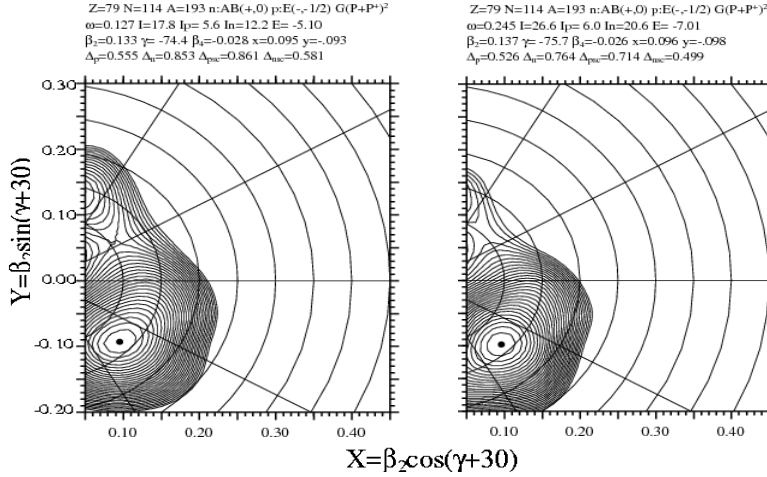 Z=79 N=114 A=193 n:AB(+,0) p:E(-,-1/2) G(P+P⁺)²
ω=0.127 I=17.8 Ip= 5.6 In=12.2 E= -5.10
β₂=0.133 γ= -74.4 β₄=-0.028 x=0.095 y=-.093
Δp=0.555 Δn=0.853 Δpsc=0.861 Δnsc=0.581
Z=79 N=114 A=193 n:AB(+,0) p:E(-,-1/2) G(P+P⁺)²
ω=0.245 I=26.6 Ip= 6.0 In=20.6 E= -7.01
β₂=0.137 γ= -75.7 β₄=-0.026 x=0.096 y=-.098
Δp=0.526 Δn=0.764 Δpsc=0.714 Δnsc=0.499
Y=β₂sin(γ+30)
0.30
0.20
0.10
0.00
-0.10
-0.20
0.10 0.20 0.30 0.40
0.10 0.20 0.30 0.40
X=β₂cos(γ+30)